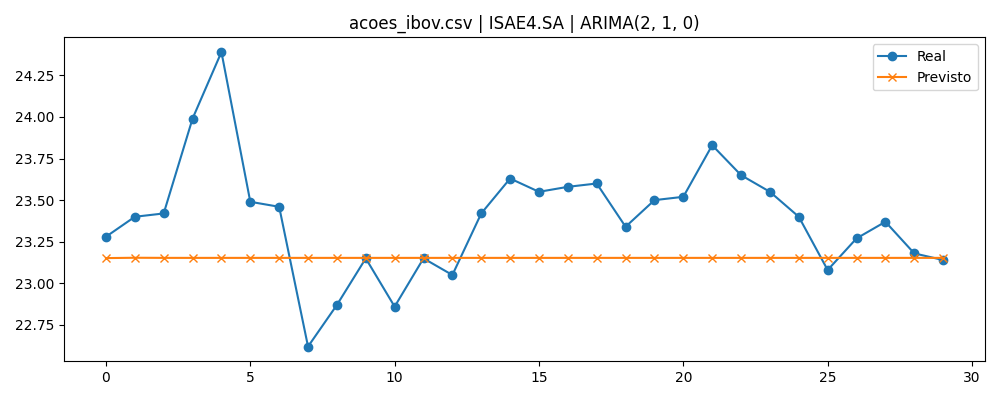 acoes_ibov.csv | ISAE4.SA | ARIMA(2, 1, 0)
Real
Previsto
24.25
24.00
23.75
23.50
23.25
23.00
22.75
0 5 10 15 20 25 30